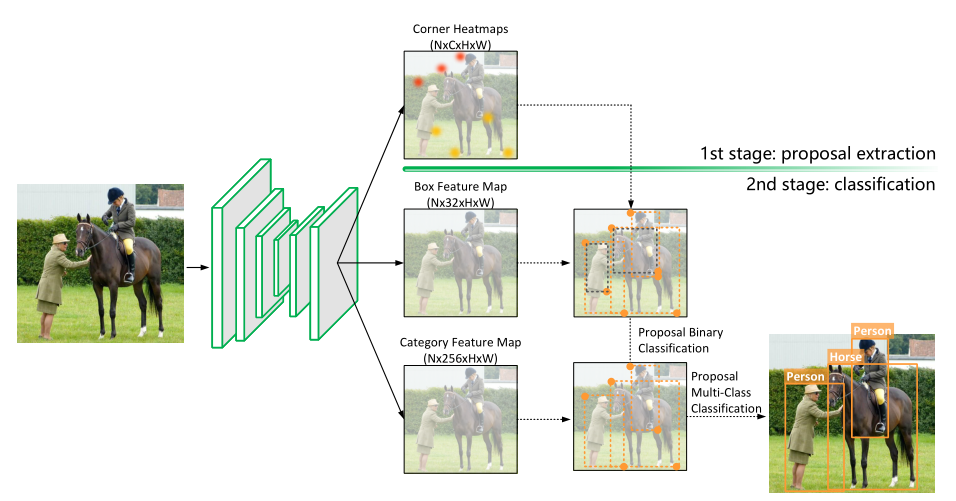 Corner Heatmaps
(NxCxHxW)
1st stage: proposal extraction
2nd stage: classification
Box Feature Map
(Nx32xHxW)
Proposal Binary
Classification
Category Feature Map
(Nx256xHxW)
Proposal
Multi-Class
Classification
Person
Horse
Person